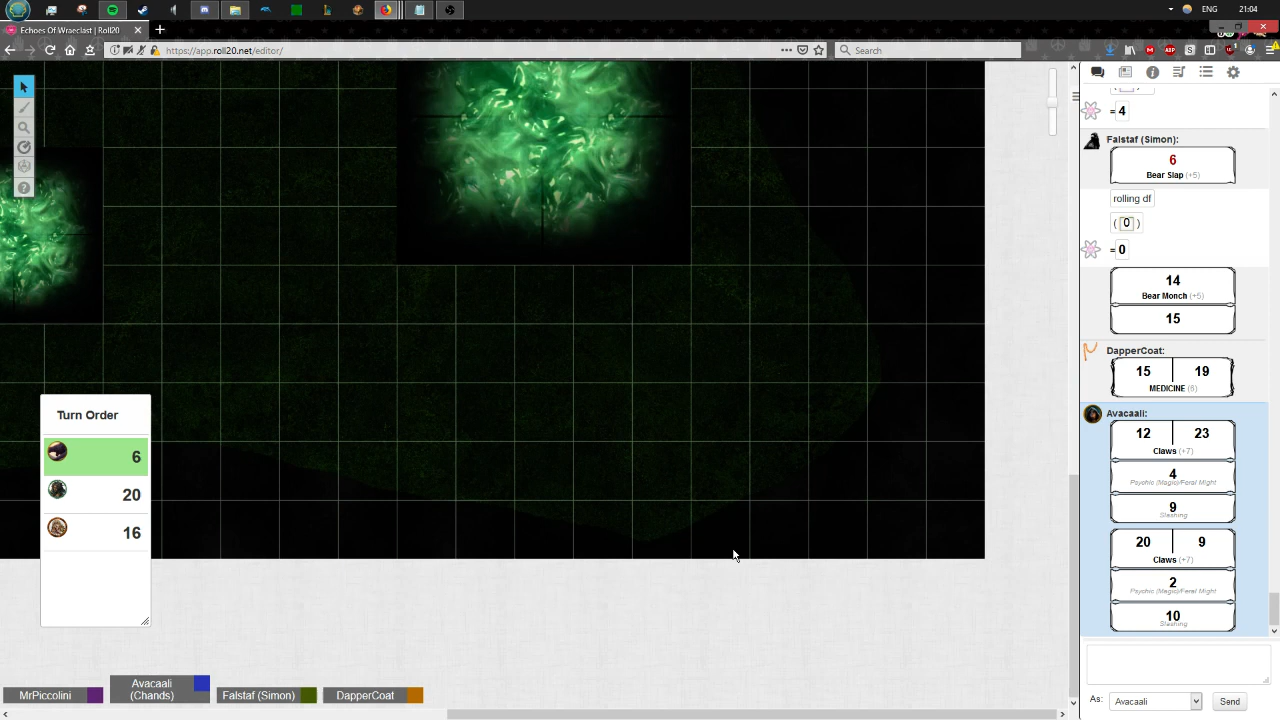 ENG 21:04
Echoes Of Wraeclast | Roll20
https://app.roll20.net/editor/
Search
= 4
Falstaf (Simon):
6
Bear Slap (+5)
rolling df
( 0 )
= 0
14
Bear Monch (+5)
15
DapperCoat:
15 19
MEDICINE (6)
Avacaali:
12 23
Claws (+7)
4
Psychic (Magic)/Feral Might
9
Slashing
20 9
Claws (+7)
2
Psychic (Magic)/Feral Might
10
Slashing
Turn Order
6
20
16
MrPiccolini
Avacaali
(Chands)
Falstaf (Simon)
DapperCoat
As: Avacaali Send